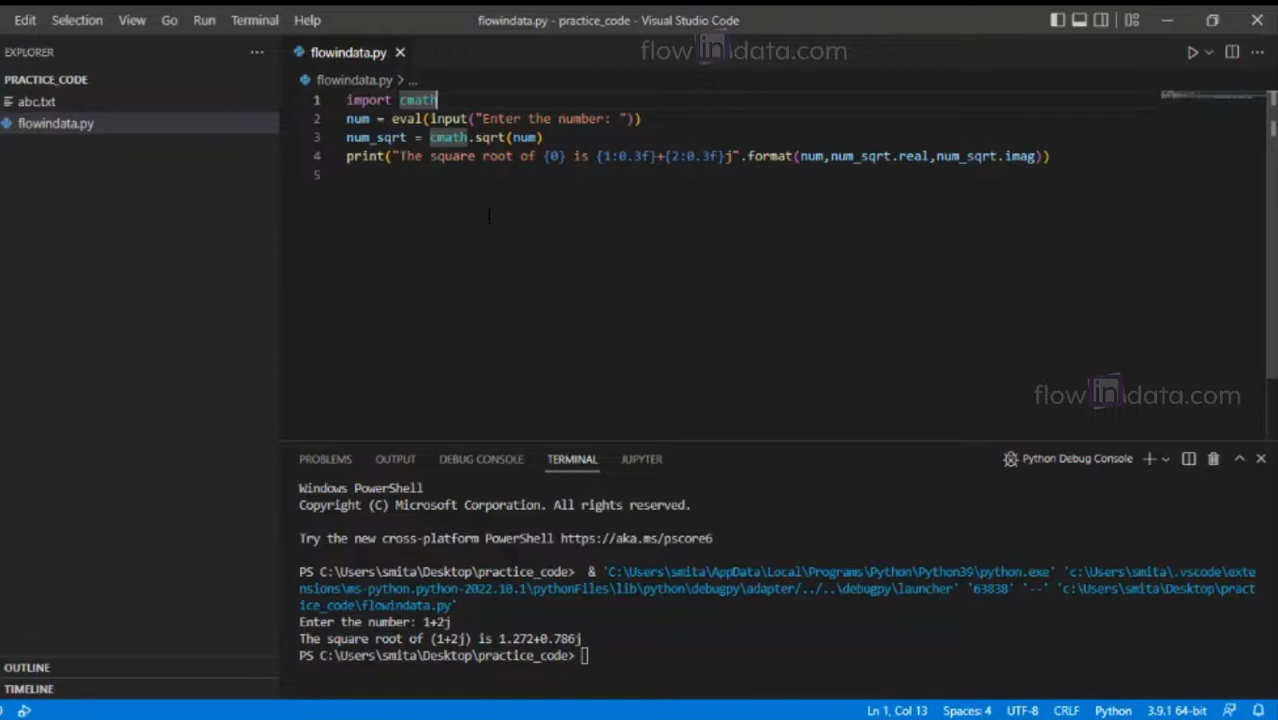 Edit Selection View Go Run Terminal Help
flowindata.py - practice_code - Visual Studio Code
EXPLORER
flowindata.py
flow in data.com
PRACTICE_CODE
flowindata.py > ...
abc.txt
flowindata.py
1 import cmath
2 num = eval(input("Enter the number: "))
3 num_sqrt = cmath.sqrt(num)
4 print("The square root of {0} is {1:0.3f}+{2:0.3f}j".format(num,num_sqrt.real,num_sqrt.imag))
5
flow in data.com
PROBLEMS OUTPUT DEBUG CONSOLE TERMINAL JUPYTER
Python Debug Console
Windows PowerShell
Copyright (C) Microsoft Corporation. All rights reserved.
Try the new cross-platform PowerShell https://aka.ms/pscore6
PS C:\Users\smita\Desktop\practice_code> & 'C:\Users\smita\AppData\Local\Programs\Python\Python39\python.exe' 'c:\Users\smita\.vscode\exte
nsions\ms-python.python-2022.10.1\pythonFiles\lib\python\debugpy\adapter/../..\debugpy\launcher' '63838' '--' 'c:\Users\smita\Desktop\pract
ice_code\flowindata.py'
Enter the number: 1+2j
The square root of (1+2j) is 1.272+0.786j
PS C:\Users\smita\Desktop\practice_code>
OUTLINE
TIMELINE
Ln 1, Col 13 Spaces: 4 UTF-8 CRLF Python 3.9.1 64-bit